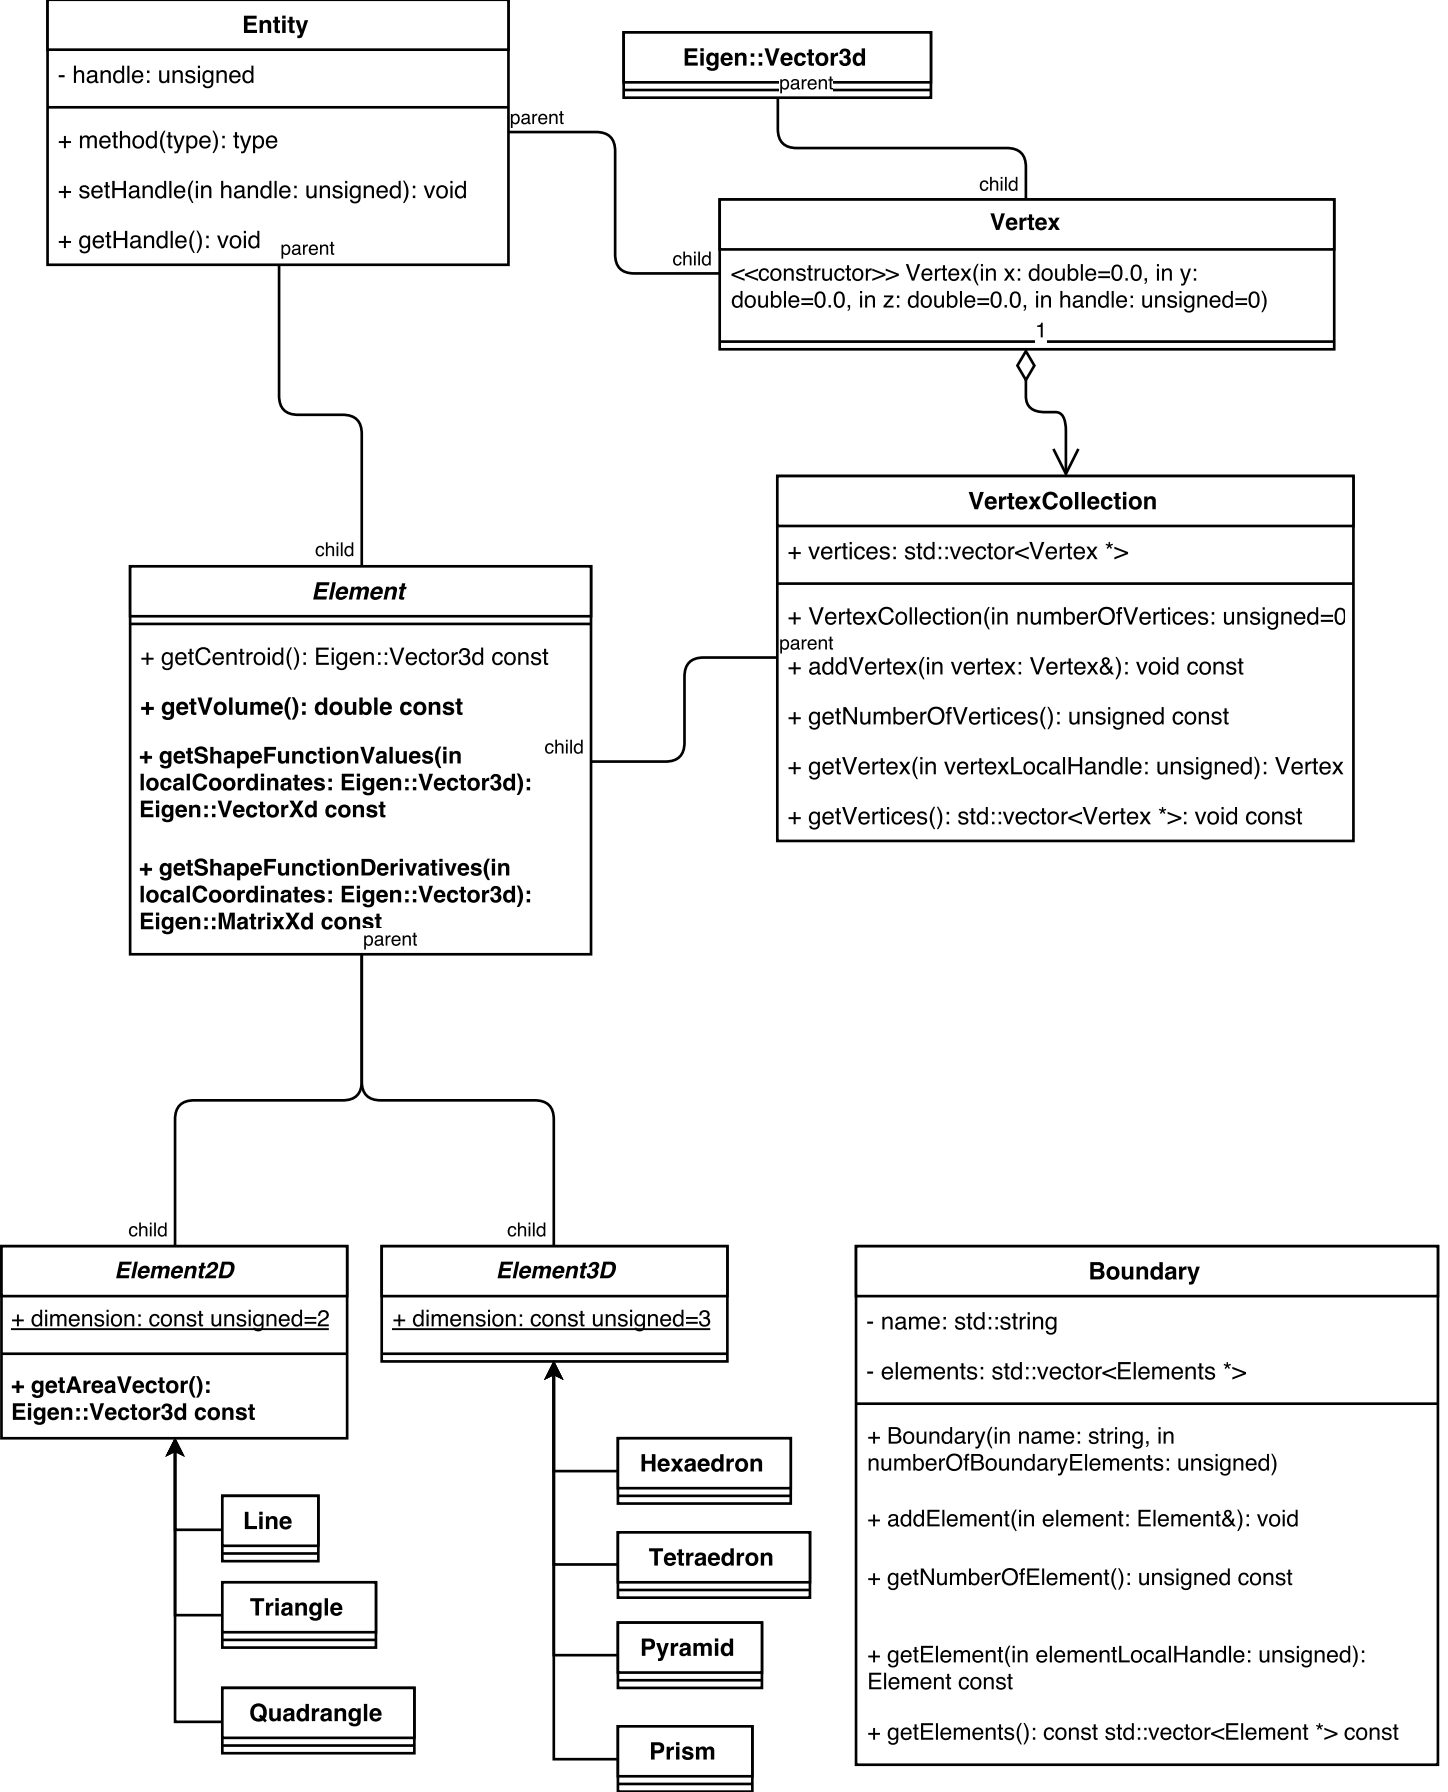 Entity
- handle: unsigned
+ method(type): type
+ setHandle(in handle: unsigned): void
+ getHandle(): void
parent
parent
Eigen::Vector3d
parent
child
child
Vertex
<<constructor>> Vertex(in x: double=0.0, in y:
double=0.0, in z: double=0.0, in handle: unsigned=0)
1
VertexCollection
+ vertices: std::vector<Vertex *>
+ VertexCollection(in numberOfVertices: unsigned=0
parent
+ addVertex(in vertex: Vertex&): void const
+ getNumberOfVertices(): unsigned const
+ getVertex(in vertexLocalHandle: unsigned): Vertex
+ getVertices(): std::vector<Vertex *>: void const
child
Element
+ getCentroid(): Eigen::Vector3d const
+ getVolume(): double const
child
+ getShapeFunctionValues(in
localCoordinates: Eigen::Vector3d):
Eigen::VectorXd const
+ getShapeFunctionDerivatives(in
localCoordinates: Eigen::Vector3d):
Eigen::MatrixXd const
parent
child
Element2D
+ dimension: const unsigned=2
+ getAreaVector():
Eigen::Vector3d const
Line
Triangle
Quadrangle
child
Element3D
+ dimension: const unsigned=3
Hexaedron
Tetraedron
Pyramid
Prism
Boundary
- name: std::string
- elements: std::vector<Elements *>
+ Boundary(in name: string, in
numberOfBoundaryElements: unsigned)
+ addElement(in element: Element&): void
+ getNumberOfElement(): unsigned const
+ getElement(in elementLocalHandle: unsigned):
Element const
+ getElements(): const std::vector<Element *> const